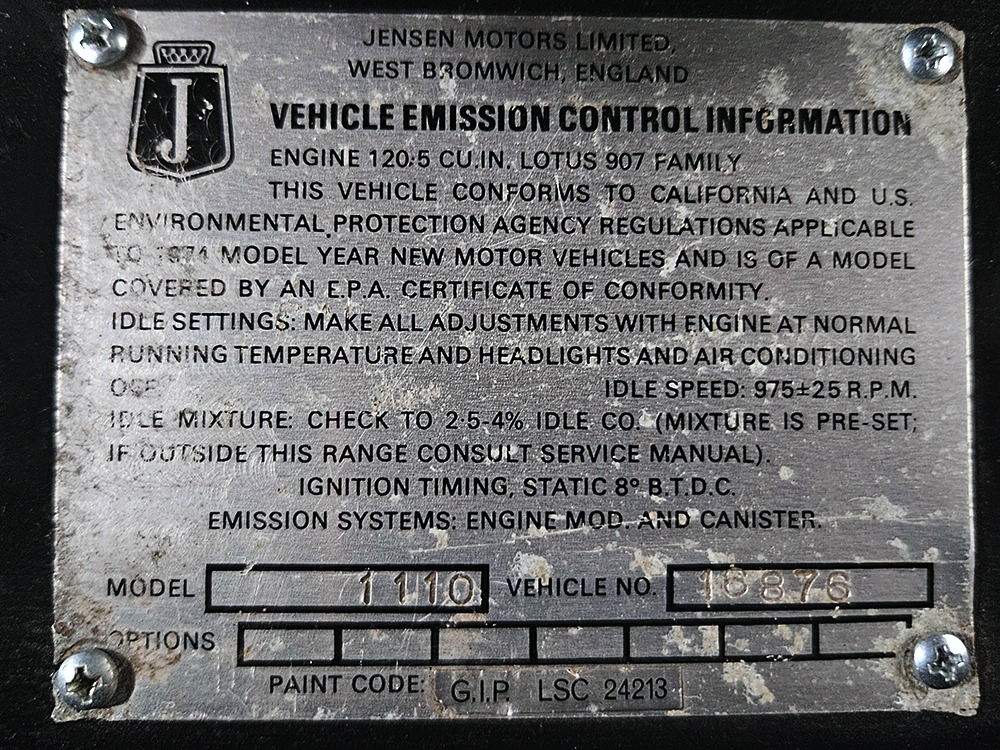 J
JENSEN MOTORS LIMITED,
WEST BROMWICH, ENGLAND
VEHICLE EMISSION CONTROL INFORMATION
ENGINE 120·5 CU.IN. LOTUS 907 FAMILY
THIS VEHICLE CONFORMS TO CALIFORNIA AND U.S.
ENVIRONMENTAL PROTECTION AGENCY REGULATIONS APPLICABLE
TO 1974 MODEL YEAR NEW MOTOR VEHICLES AND IS OF A MODEL
COVERED BY AN E.P.A. CERTIFICATE OF CONFORMITY.
IDLE SETTINGS: MAKE ALL ADJUSTMENTS WITH ENGINE AT NORMAL
RUNNING TEMPERATURE AND HEADLIGHTS AND AIR CONDITIONING
OFF IDLE SPEED: 975±25 R.P.M.
IDLE MIXTURE: CHECK TO 2·5-4% IDLE CO. (MIXTURE IS PRE-SET;
IF OUTSIDE THIS RANGE CONSULT SERVICE MANUAL).
IGNITION TIMING, STATIC 8° B.T.D.C.
EMISSION SYSTEMS: ENGINE MOD. AND CANISTER.
MODEL 1110 VEHICLE NO. 16876
OPTIONS
PAINT CODE: G.I.P. LSC 24213